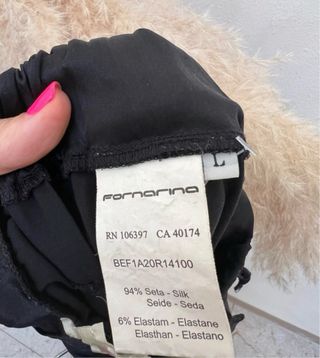 L
fornarina
RN 106397 CA 40174
BEF1A20R14100
94% Seta - Silk
Seide - Seda
6% Elastam - Elastane
Elasthan - Elastano